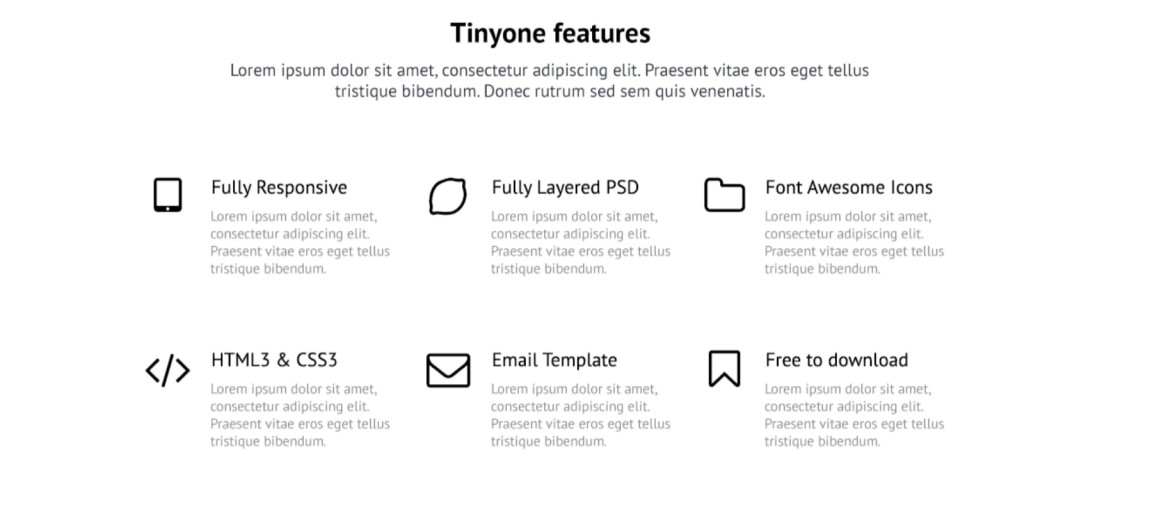 Tinyone features
Lorem ipsum dolor sit amet, consectetur adipiscing elit. Praesent vitae eros eget tellus
tristique bibendum. Donec rutrum sed sem quis venenatis.
Fully Responsive
Lorem ipsum dolor sit amet,
consectetur adipiscing elit.
Praesent vitae eros eget tellus
tristique bibendum.
Fully Layered PSD
Lorem ipsum dolor sit amet,
consectetur adipiscing elit.
Praesent vitae eros eget tellus
tristique bibendum.
Font Awesome Icons
Lorem ipsum dolor sit amet,
consectetur adipiscing elit.
Praesent vitae eros eget tellus
tristique bibendum.
HTML3 & CSS3
Lorem ipsum dolor sit amet,
consectetur adipiscing elit.
Praesent vitae eros eget tellus
tristique bibendum.
Email Template
Lorem ipsum dolor sit amet,
consectetur adipiscing elit.
Praesent vitae eros eget tellus
tristique bibendum.
Free to download
Lorem ipsum dolor sit amet,
consectetur adipiscing elit.
Praesent vitae eros eget tellus
tristique bibendum.